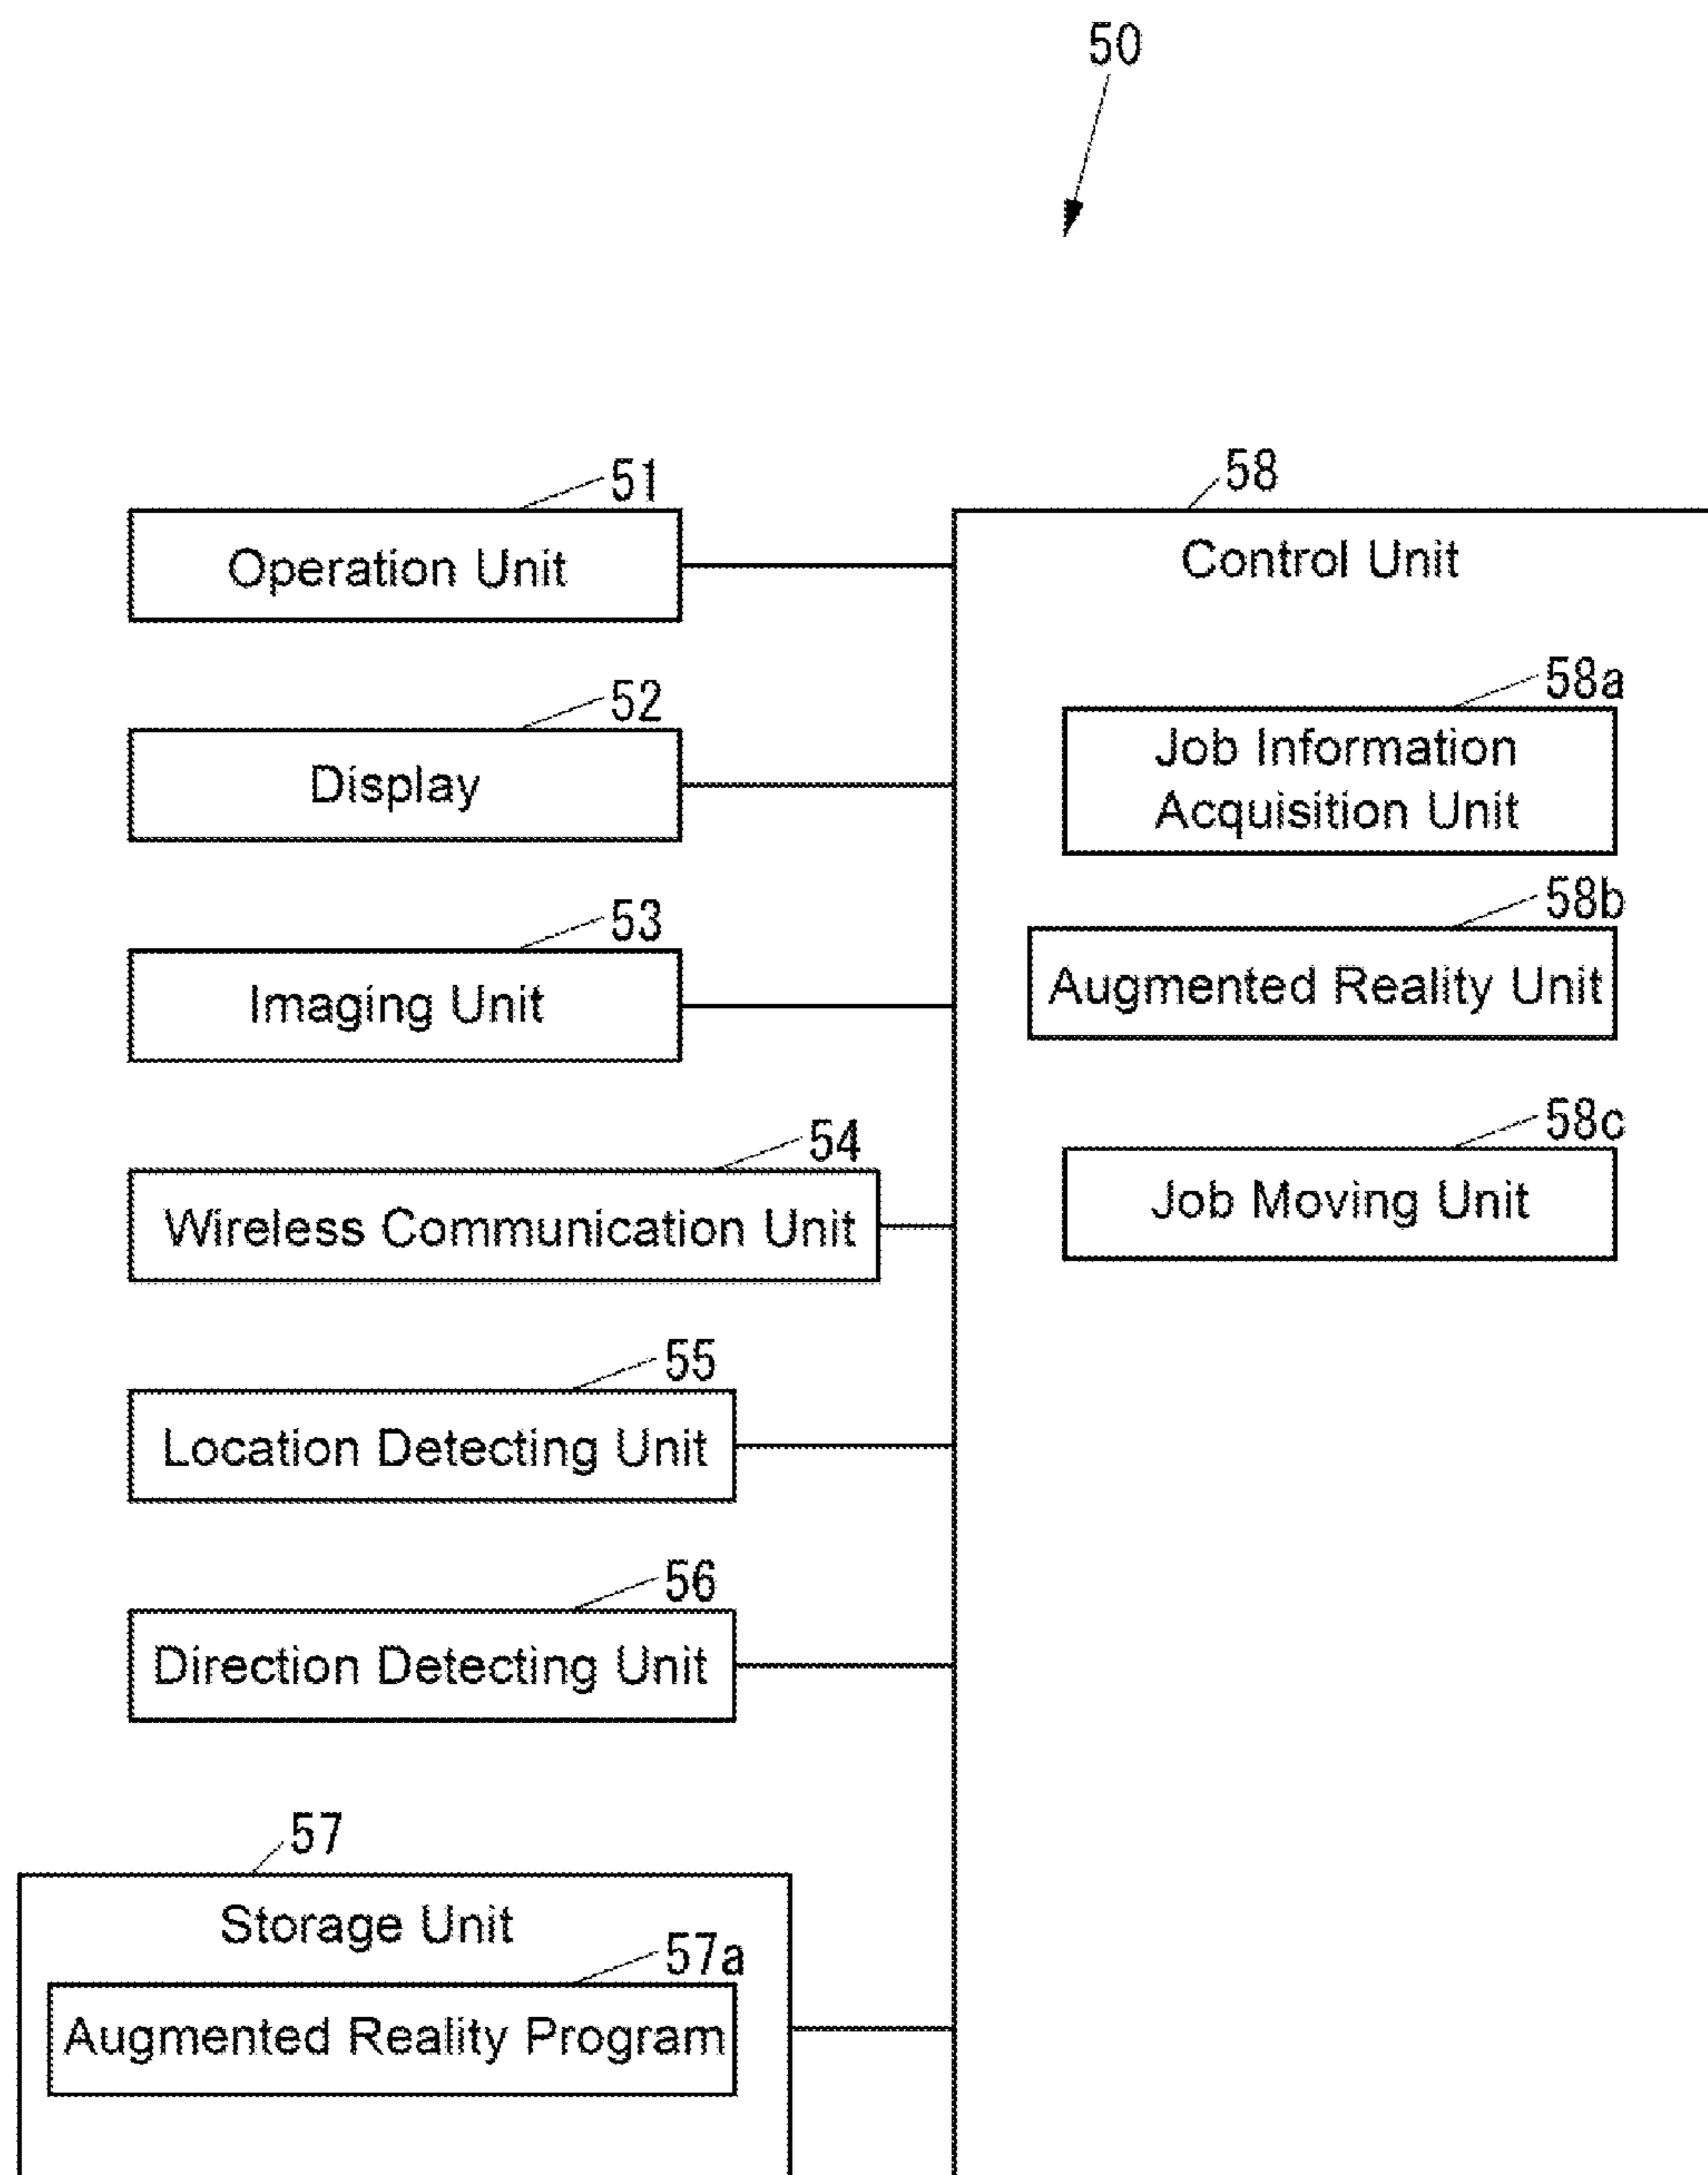 50
51
Operation Unit
52
Display
53
Imaging Unit
54
Wireless Communication Unit
55
Location Detecting Unit
56
Direction Detecting Unit
57
Storage Unit
57a
Augmented Reality Program
58
Control Unit
58a
Job Information
Acquisition Unit
58b
Augmented Reality Unit
58c
Job Moving Unit